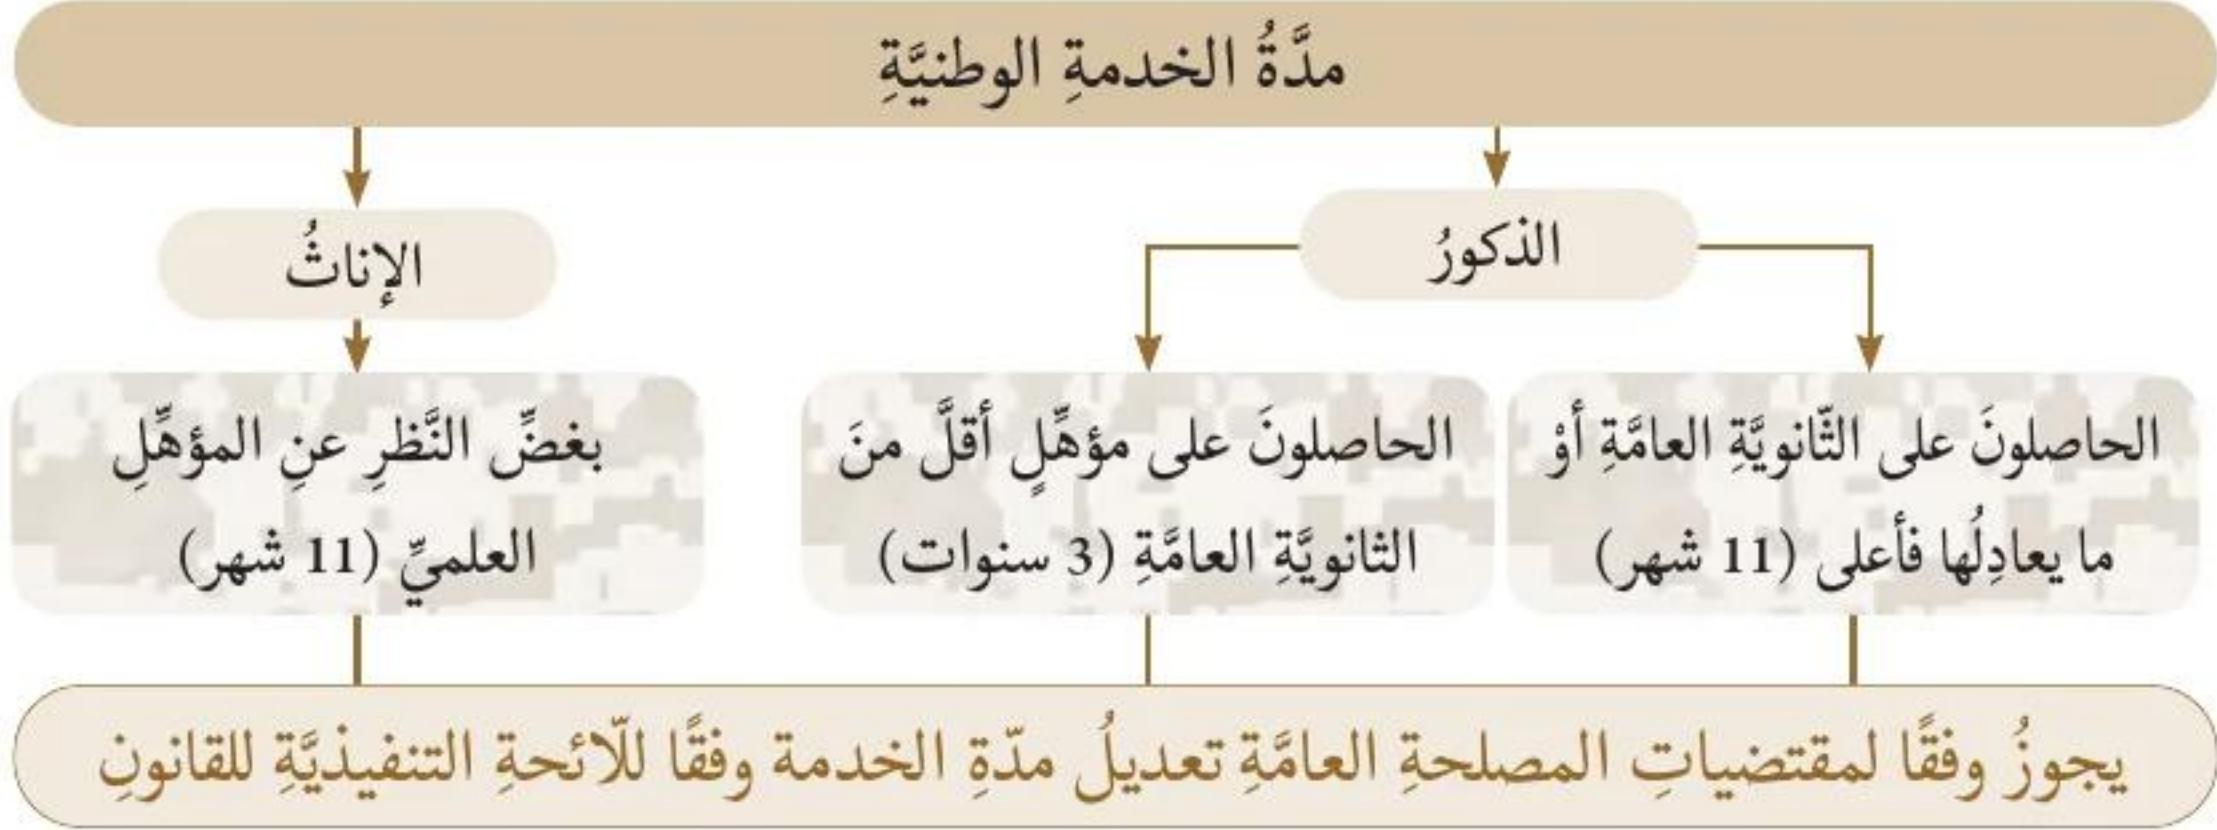 مدَّةُ الخدمةِ الوطنيَّةِ
الذكورُ
الإناثُ
الحاصلونَ على الثّانويَّةِ العامَّةِ أوْ
ما يعادِلُها فأعلى (11 شهر)
الحاصلونَ على مؤهِّلٍ أقلَّ منَ
الثانويَّةِ العامَّةِ (3 سنوات)
بغضِّ النَّظرِ عنِ المؤهِّلِ
العلميِّ (11 شهر)
يجوزُ وفقًا لمقتضياتِ المصلحةِ العامَّةِ تعديلُ مدّةِ الخدمة وفقًا للّائحةِ التنفيذيَّةِ للقانونِ